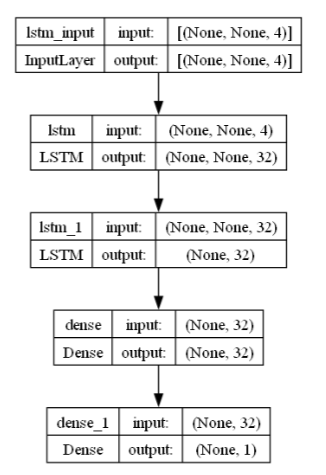 lstm_input input: [(None, None, 4)]
InputLayer output: [(None, None, 4)]
lstm input: (None, None, 4)
LSTM output: (None, None, 32)
lstm_1 input: (None, None, 32)
LSTM output: (None, 32)
dense input: (None, 32)
Dense output: (None, 32)
dense_1 input: (None, 32)
Dense output: (None, 1)